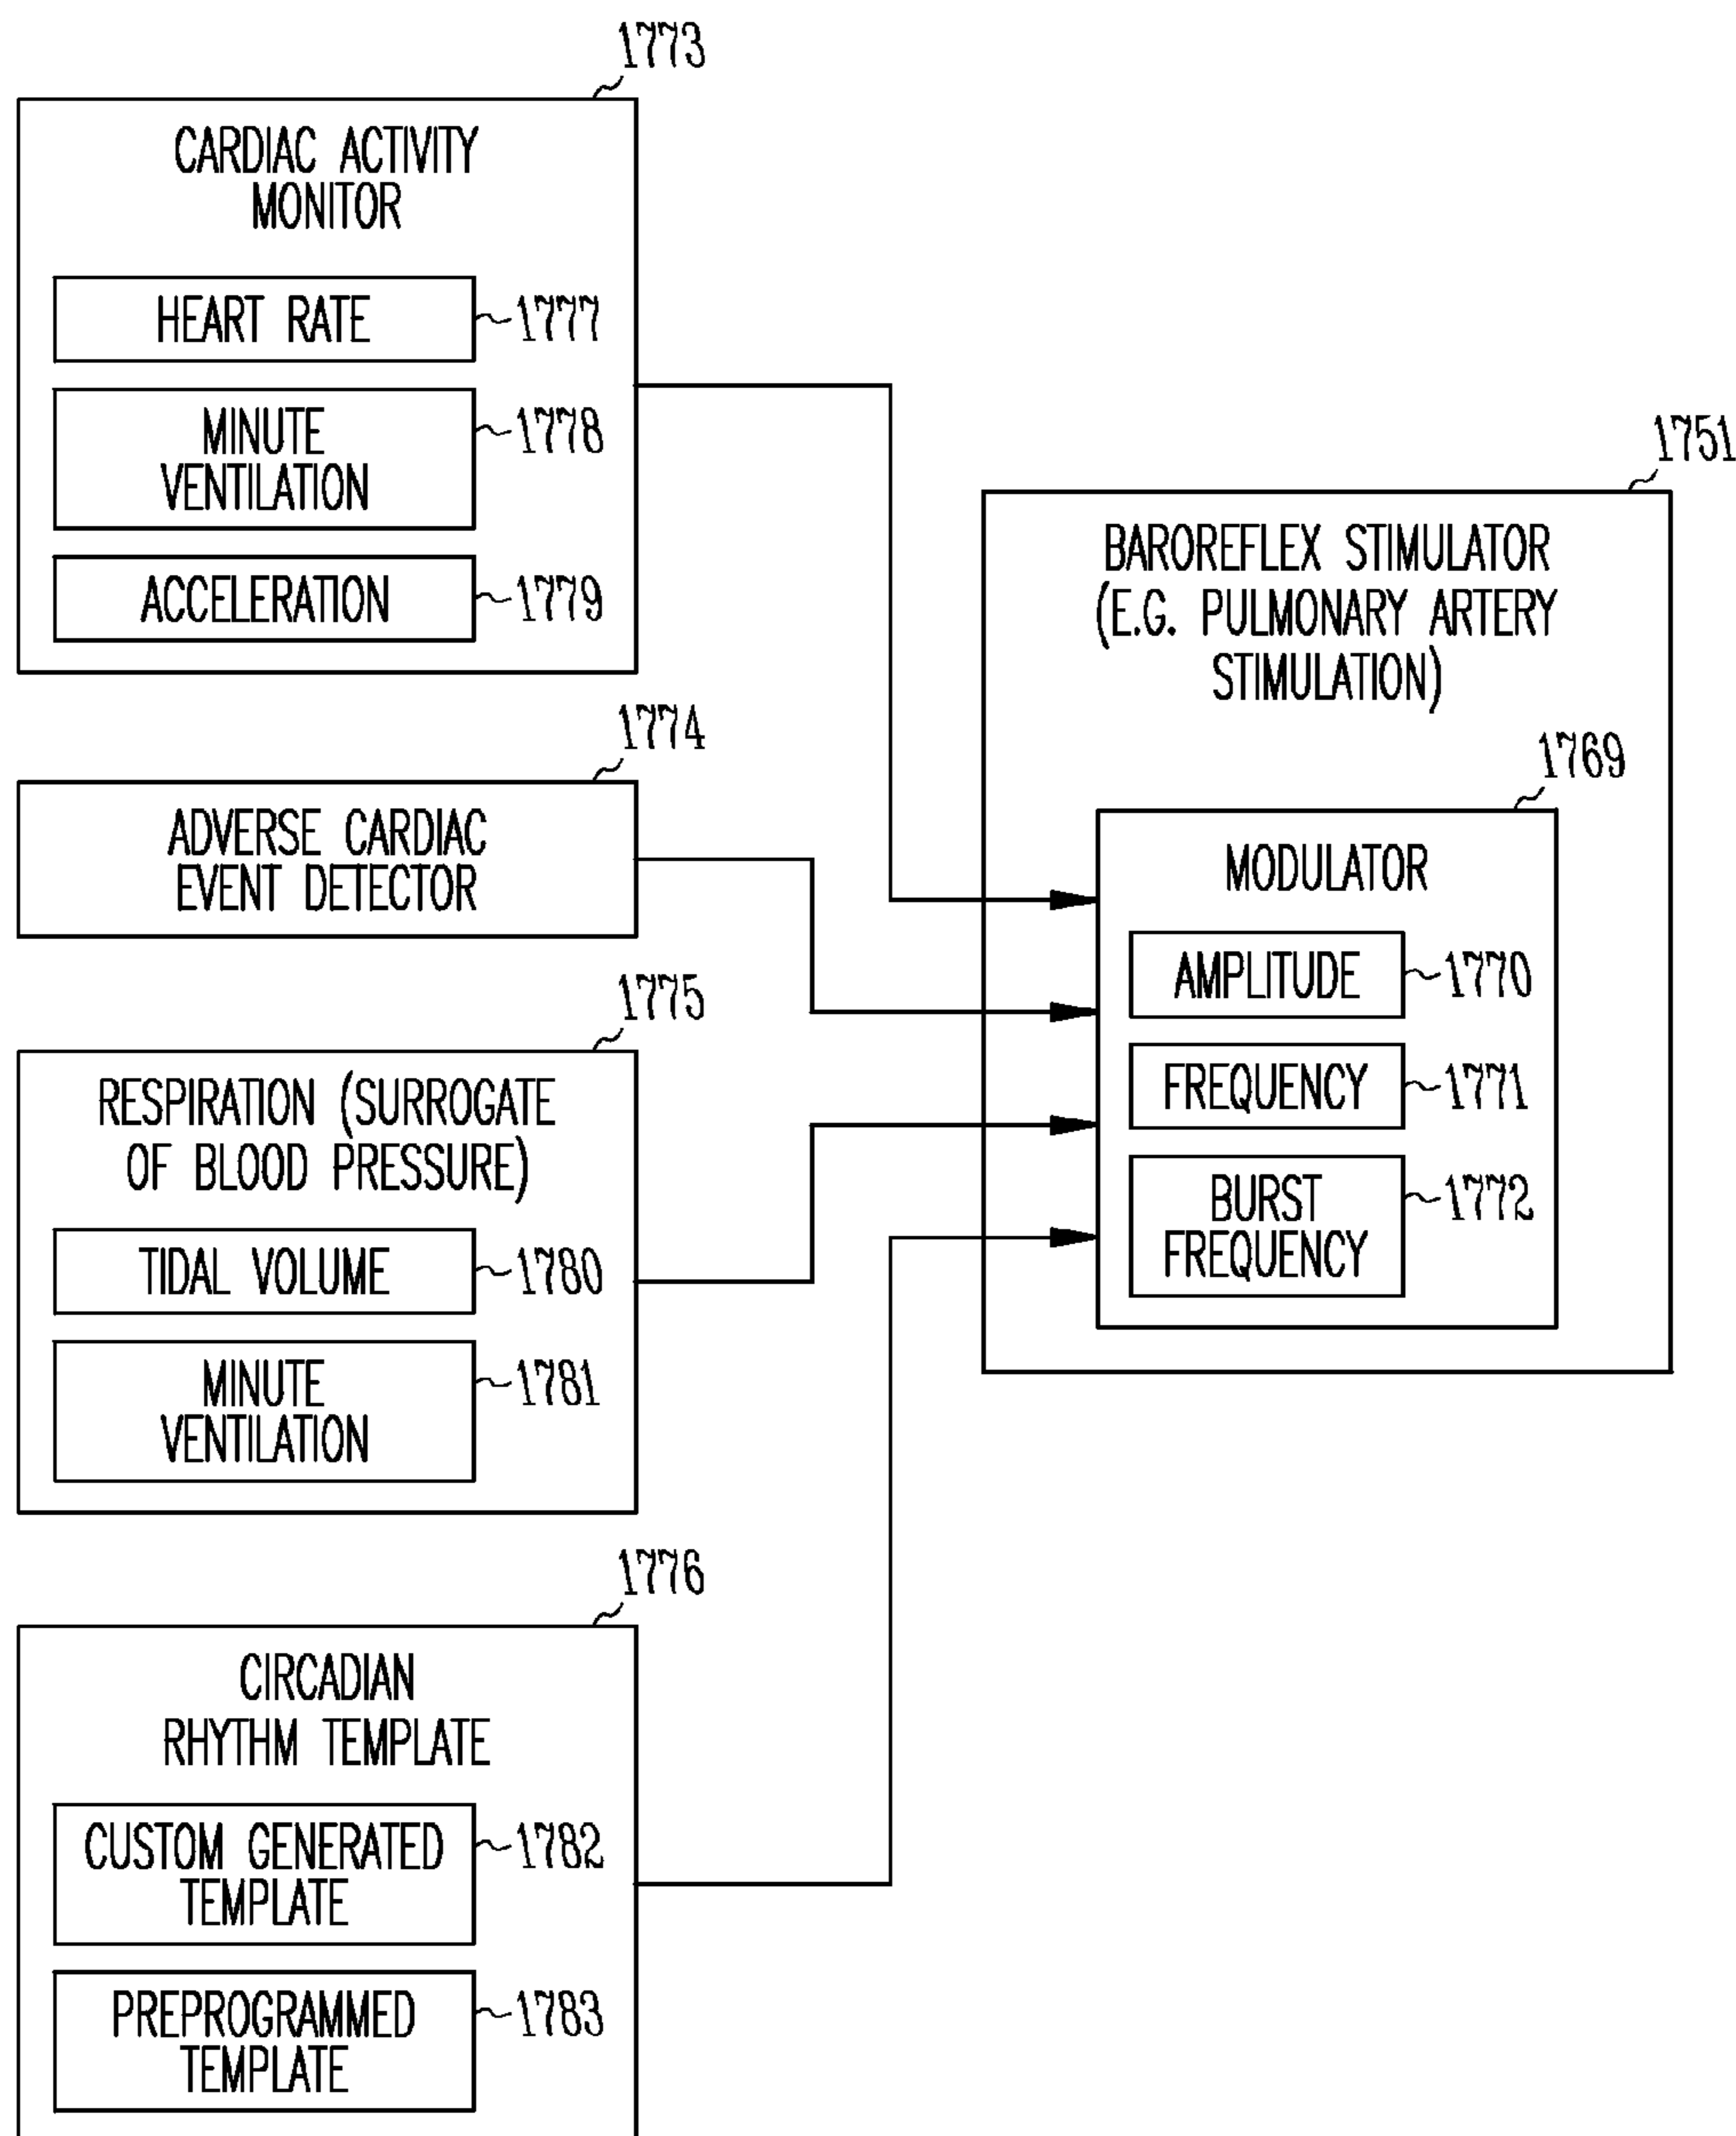 1773
CARDIAC ACTIVITY
MONITOR
HEART RATE
1777
MINUTE
VENTILATION
1778
ACCELERATION
1779
1774
ADVERSE CARDIAC
EVENT DETECTOR
1775
RESPIRATION (SURROGATE
OF BLOOD PRESSURE)
TIDAL VOLUME
1780
MINUTE
VENTILATION
1781
1776
CIRCADIAN
RHYTHM TEMPLATE
CUSTOM GENERATED
TEMPLATE
1782
PREPROGRAMMED
TEMPLATE
1783
1751
BAROREFLEX STIMULATOR
(E.G. PULMONARY ARTERY
STIMULATION)
1769
MODULATOR
AMPLITUDE
1770
FREQUENCY
1771
BURST
FREQUENCY
1772